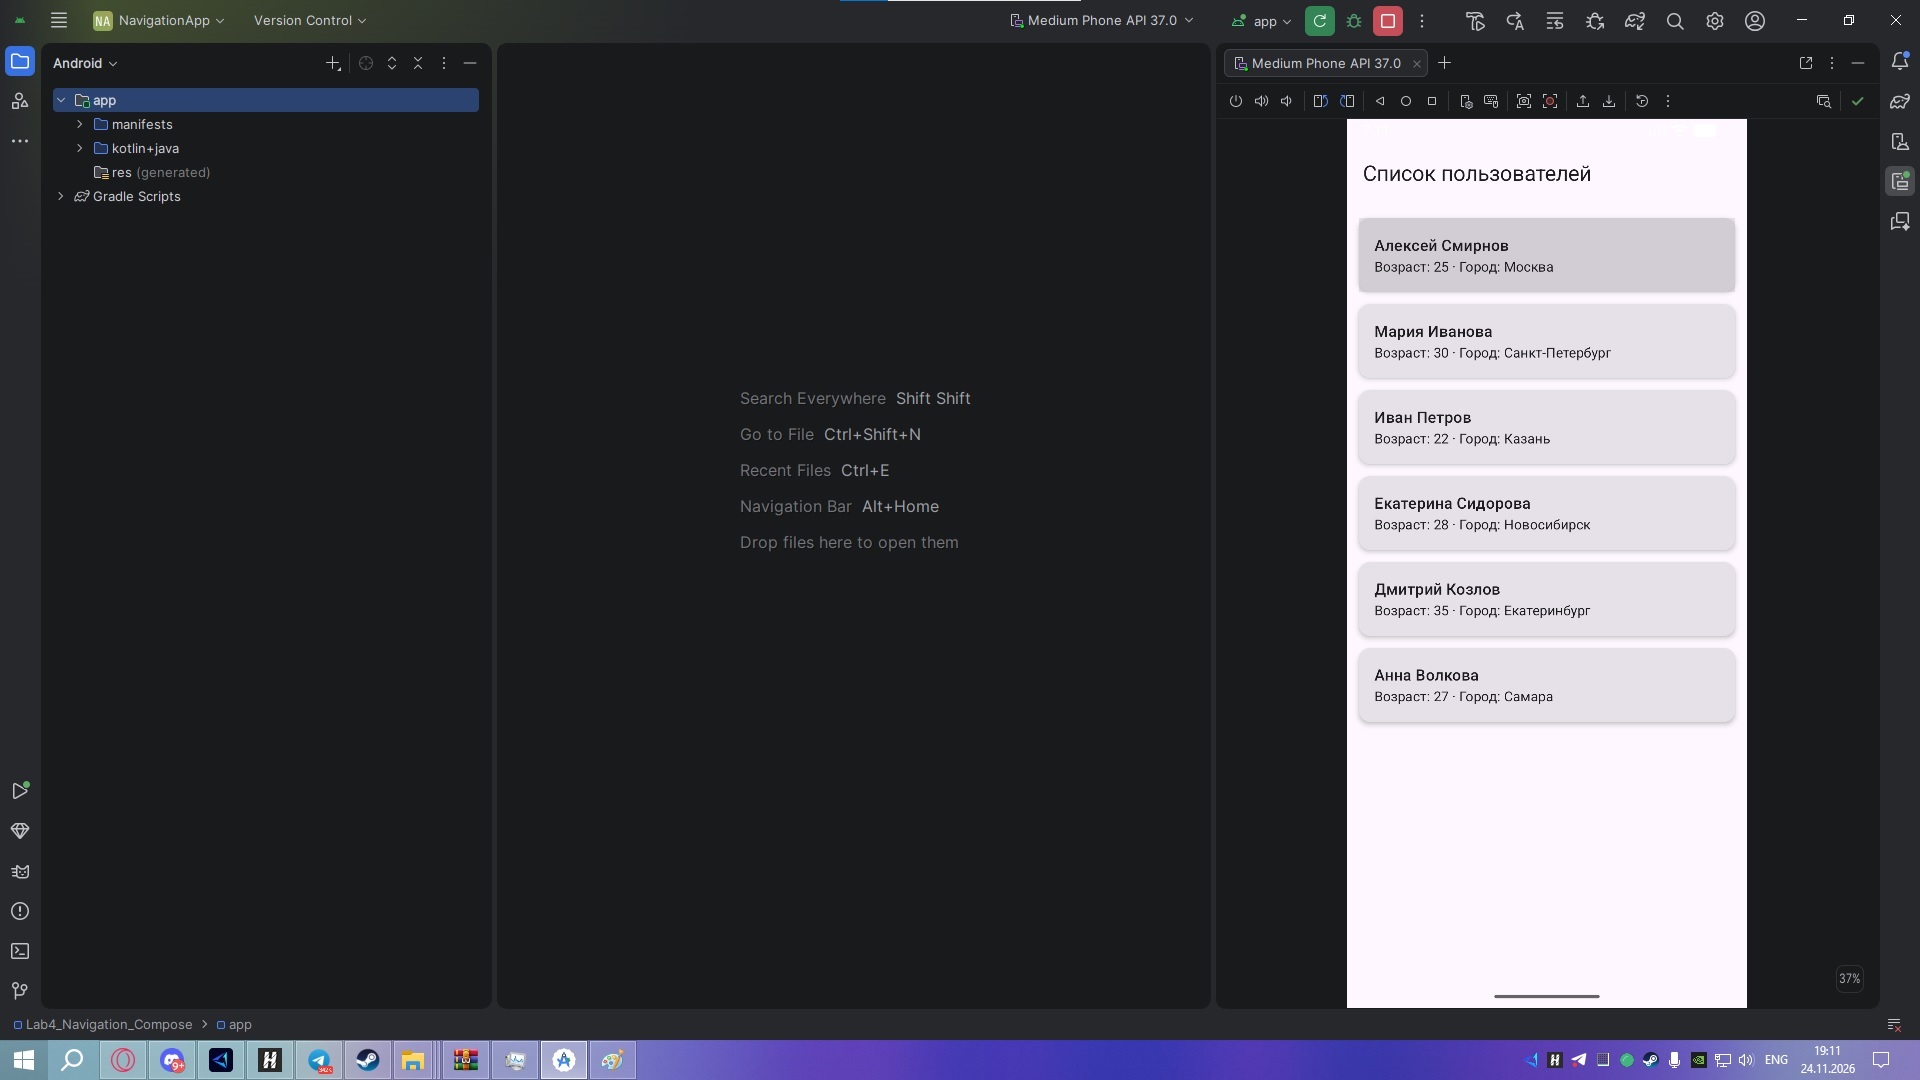 NA NavigationApp Version Control Medium Phone API 37.0 app
Android
app
manifests
kotlin+java
res (generated)
Gradle Scripts
Search Everywhere Shift Shift
Go to File Ctrl+Shift+N
Recent Files Ctrl+E
Navigation Bar Alt+Home
Drop files here to open them
Medium Phone API 37.0
Список пользователей
Алексей Смирнов
Возраст: 25 · Город: Москва
Мария Иванова
Возраст: 30 · Город: Санкт-Петербург
Иван Петров
Возраст: 22 · Город: Казань
Екатерина Сидорова
Возраст: 28 · Город: Новосибирск
Дмитрий Козлов
Возраст: 35 · Город: Екатеринбург
Анна Волкова
Возраст: 27 · Город: Самара
37%
Lab4_Navigation_Compose app
9+
H
ENG
19:11
24.11.2026